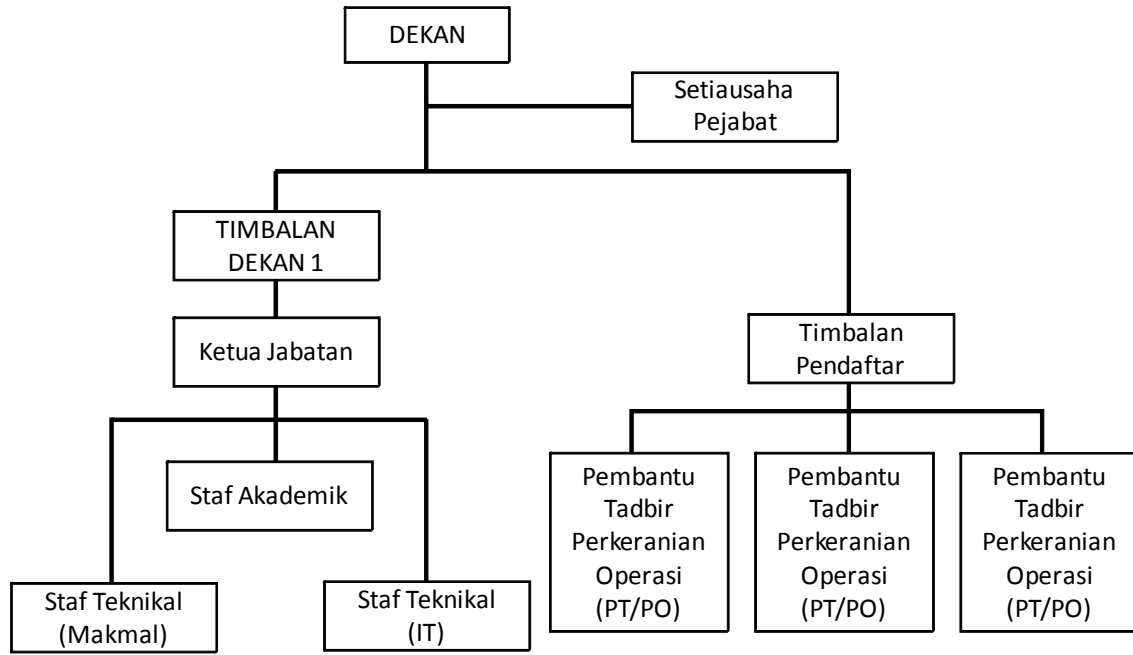 DEKAN
Setiausaha
Pejabat
TIMBALAN
DEKAN 1
Ketua Jabatan
Timbalan
Pendaftar
Staf Akademik
Staf Teknikal
(Makmal)
Staf Teknikal
(IT)
Pembantu
Tadbir
Perkeranian
Operasi
(PT/PO)
Pembantu
Tadbir
Perkeranian
Operasi
(PT/PO)
Pembantu
Tadbir
Perkeranian
Operasi
(PT/PO)